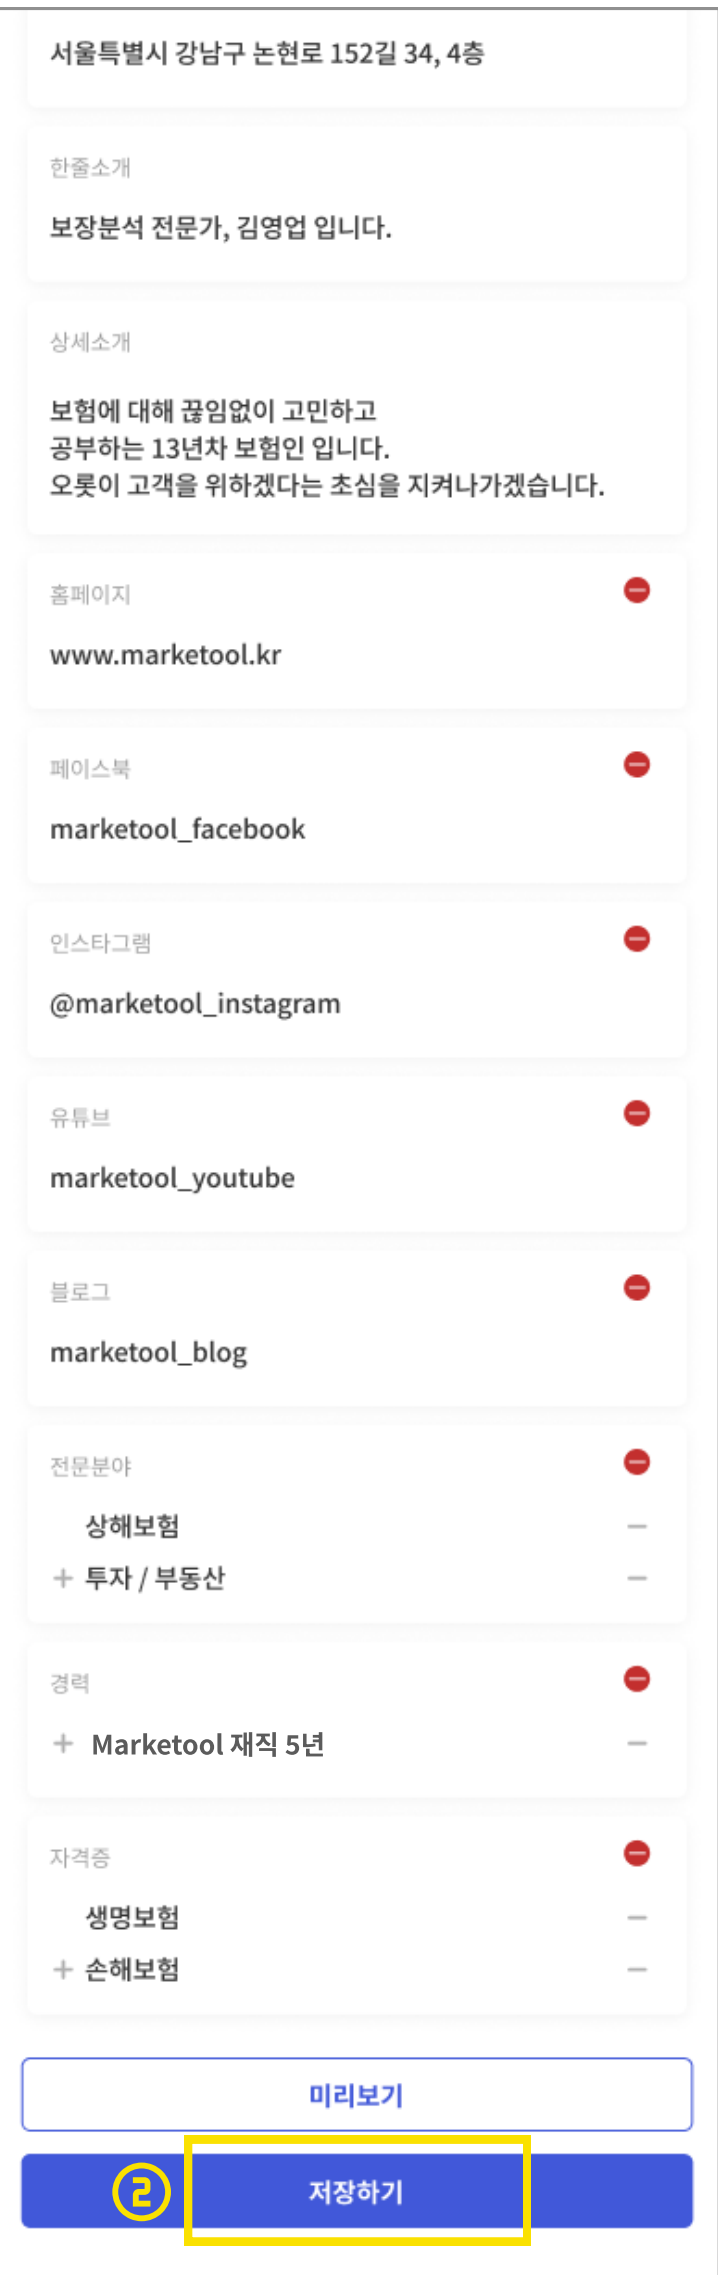 서울특별시 강남구 논현로 152길 34, 4층
한줄소개
보장분석 전문가, 김영업 입니다.
상세소개
보험에 대해 끊임없이 고민하고
공부하는 13년차 보험인 입니다.
오롯이 고객을 위하겠다는 초심을 지켜나가겠습니다.
홈페이지
www.marketool.kr
페이스북
marketool_facebook
인스타그램
@marketool_instagram
유튜브
marketool_youtube
블로그
marketool_blog
전문분야
상해보험
+ 투자 / 부동산
경력
+ Marketool 재직 5년
자격증
생명보험
+ 손해보험
미리보기
2 저장하기